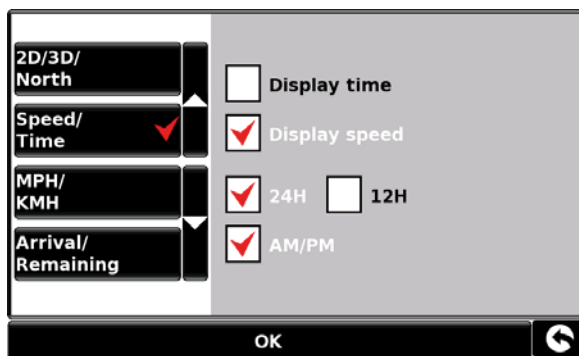 2D/3D/
North
Speed/
Time
MPH/
KMH
Arrival/
Remaining
Display time
Display speed
24H 12H
AM/PM
OK